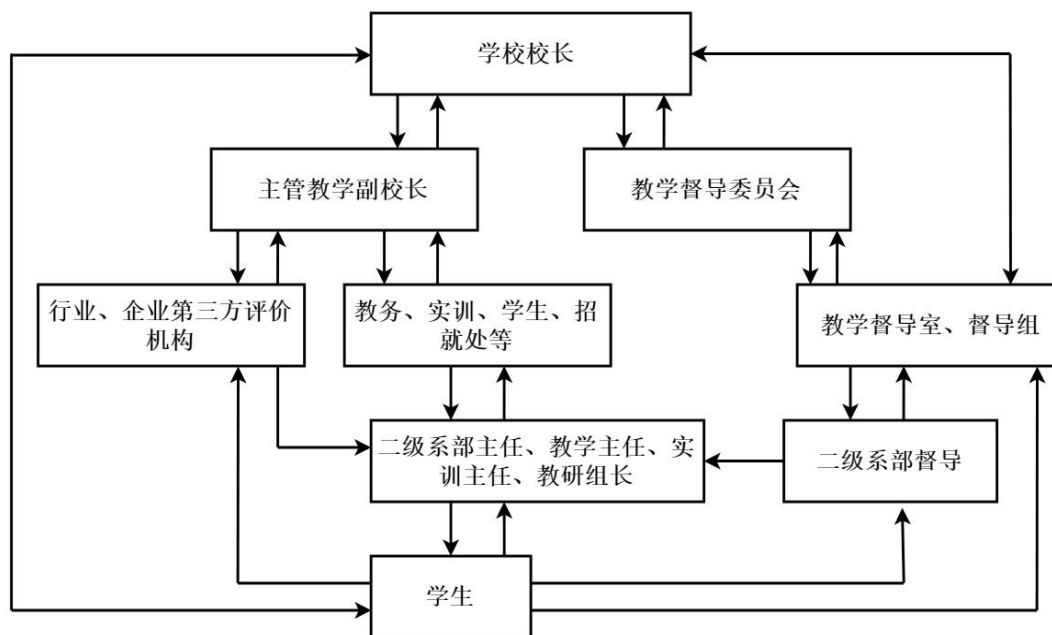 学校校长
主管教学副校长
教学督导委员会
行业、企业第三方评价
机构
教务、实训、学生、招
就处等
教学督导室、督导组
二级系部主任、教学主任、实
训主任、教研组长
二级系部督导
学生